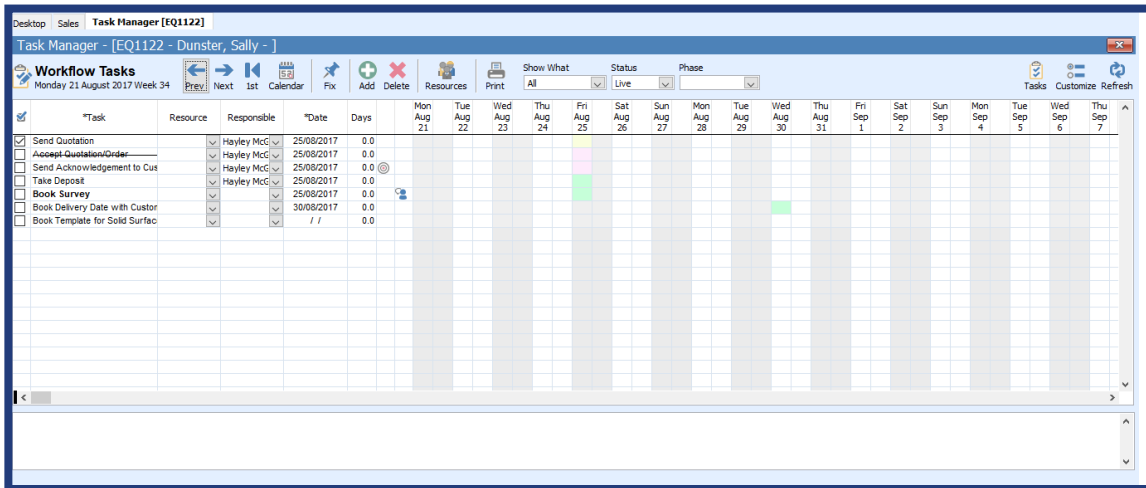 Desktop Sales Task Manager [EQ1122]
Task Manager - [EQ1122 - Dunster, Sally - ]
Workflow Tasks
Monday 21 August 2017 Week 34
Prev Next 1st Calendar Fix Add Delete Resources Print
Show What Status Phase
All Live
Tasks Customize Refresh
*Task Resource Responsible *Date Days
Mon Aug 21
Tue Aug 22
Wed Aug 23
Thu Aug 24
Fri Aug 25
Sat Aug 26
Sun Aug 27
Mon Aug 28
Tue Aug 29
Wed Aug 30
Thu Aug 31
Fri Sep 1
Sat Sep 2
Sun Sep 3
Mon Sep 4
Tue Sep 5
Wed Sep 6
Thu Sep 7
Send Quotation Hayley McG 25/08/2017 0.0
Accept Quotation/Order Hayley McG 25/08/2017 0.0
Send Acknowledgement to Cus Hayley McG 25/08/2017 0.0
Take Deposit Hayley McG 25/08/2017 0.0
Book Survey 25/08/2017 0.0
Book Delivery Date with Custor 30/08/2017 0.0
Book Template for Solid Surfac / / 0.0